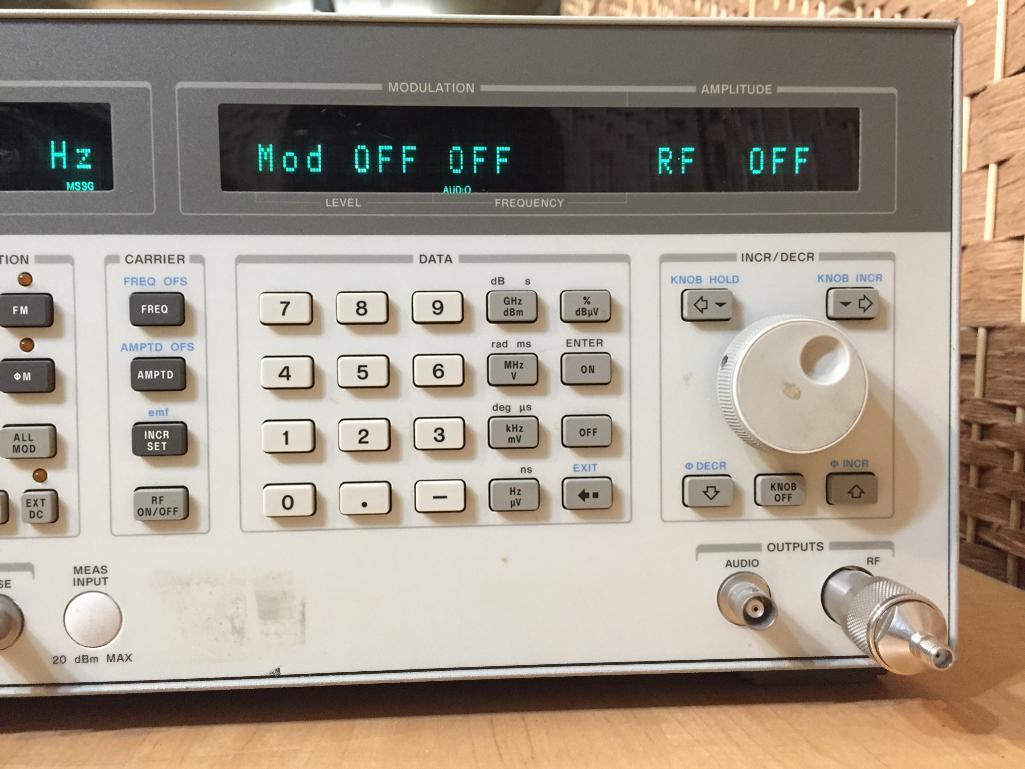 MODULATION
AMPLITUDE
Hz
MSSG
Mod OFF OFF
RF OFF
AUDIO
LEVEL
FREQUENCY
FM
ΦM
ALL
MOD
EXT
DC
CARRIER
FREQ OFS
FREQ
AMPTD OFS
AMPTD
emf
INCR
SET
RF
ON/OFF
DATA
dB s
7 8 9
GHz
dBm
%
dBμV
rad ms
ENTER
4 5 6
MHz
V
ON
deg μs
1 2 3
kHz
mV
OFF
ns
EXIT
0 . −
Hz
μV
INCR/DECR
KNOB HOLD
KNOB INCR
Φ DECR
Φ INCR
KNOB
OFF
MEAS
INPUT
20 dBm MAX
OUTPUTS
AUDIO
RF